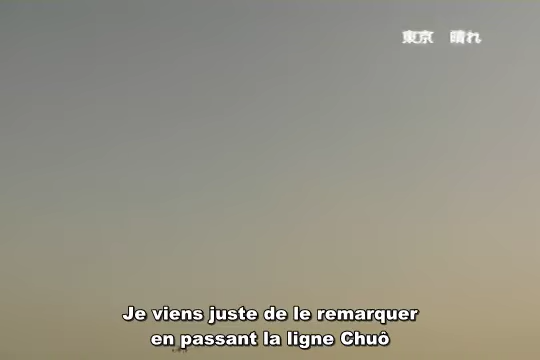 東京　晴れ
Je viens juste de le remarquer
en passant la ligne Chuô